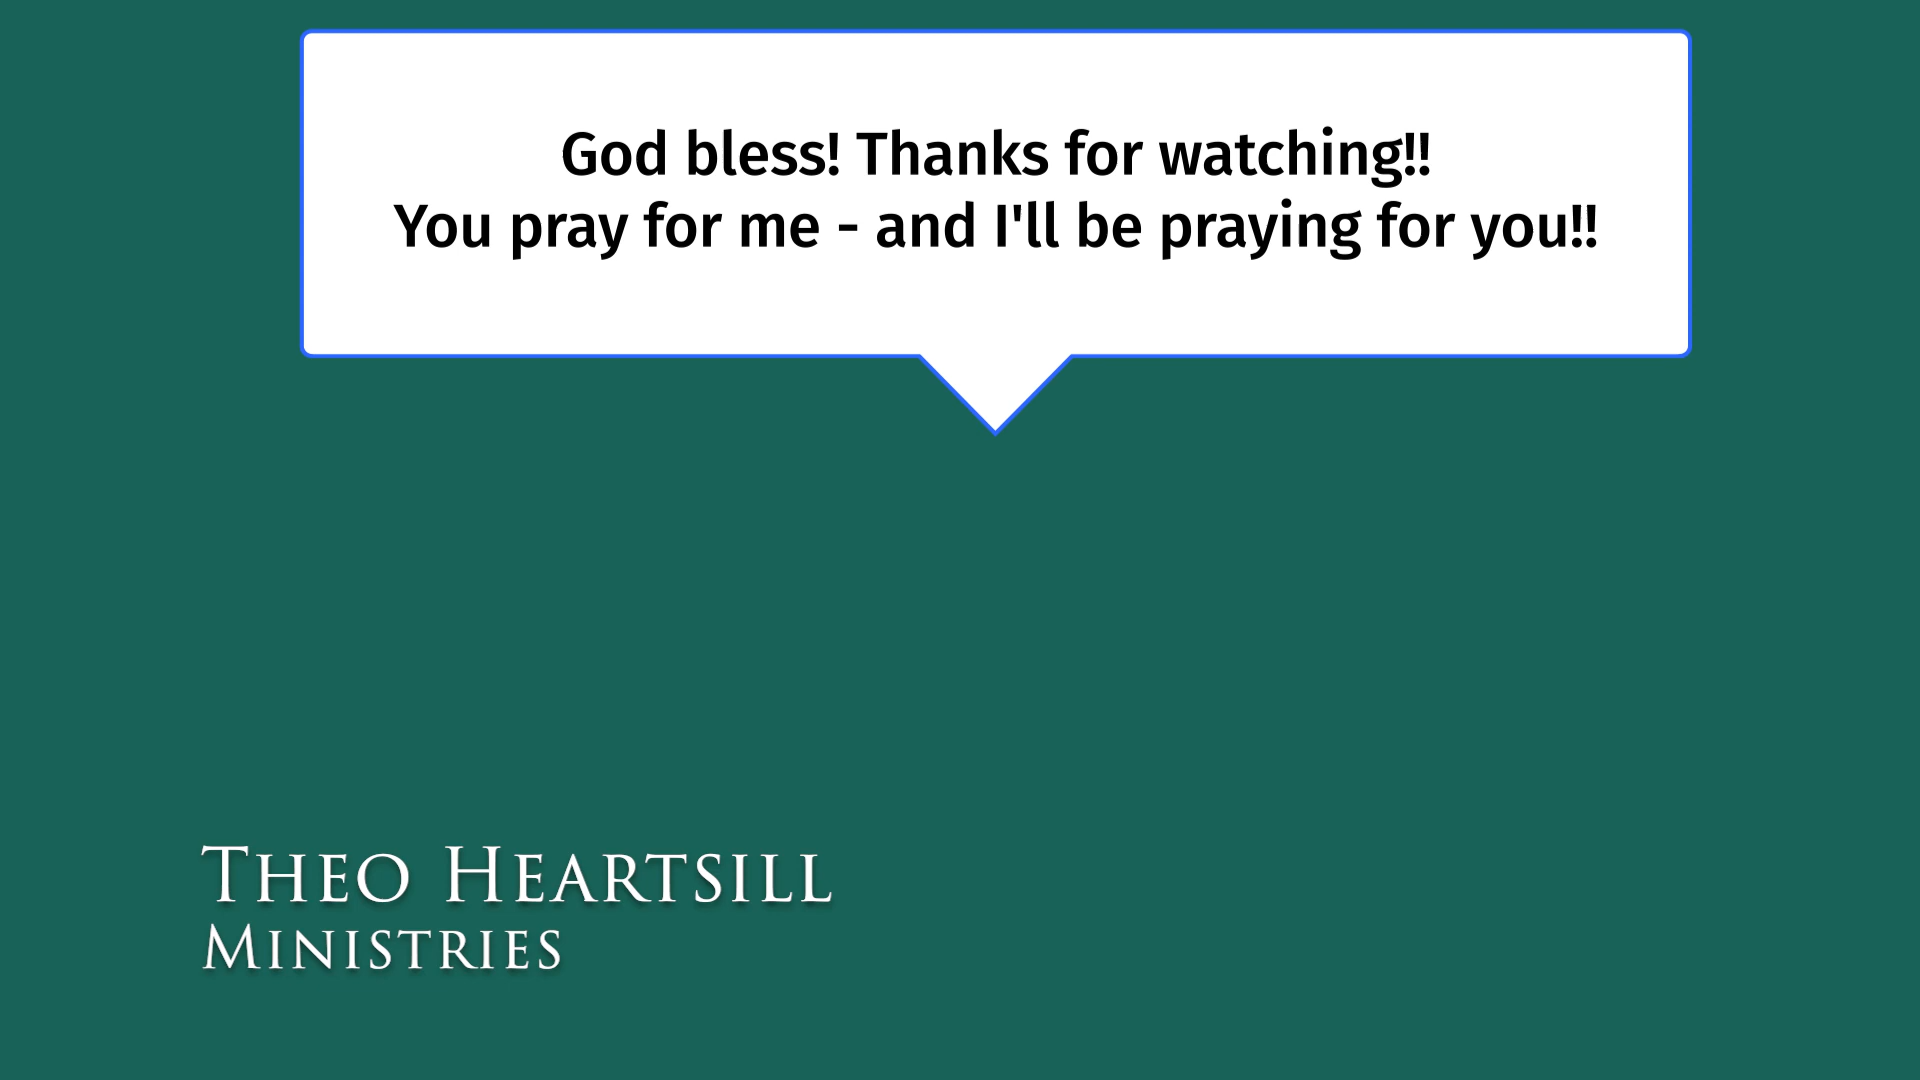 God bless! Thanks for watching!!
You pray for me - and I'll be praying for you!!
Theo Heartsill
Ministries